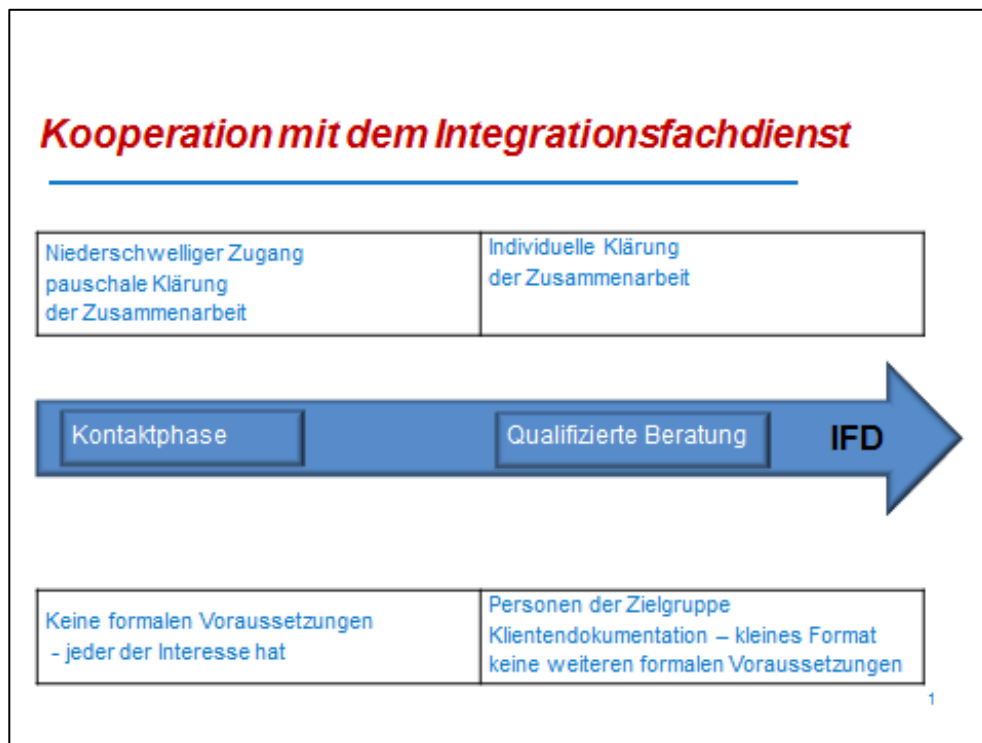 Kooperation mit dem Integrationsfachdienst
Niederschwelliger Zugang
pauschale Klärung
der Zusammenarbeit
Individuelle Klärung
der Zusammenarbeit
Kontaktphase
Qualifizierte Beratung
IFD
Keine formalen Voraussetzungen
- jeder der Interesse hat
Personen der Zielgruppe
Klientendokumentation – kleines Format
keine weiteren formalen Voraussetzungen
1